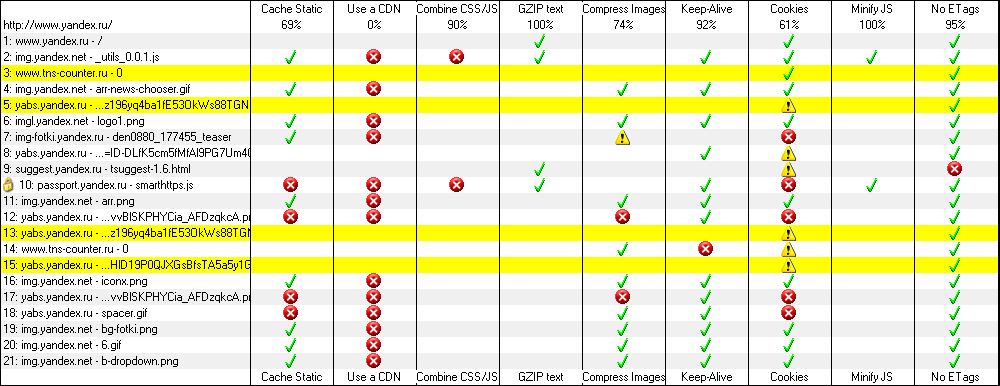 Cache Static Use a CDN Combine CSS/JS GZIP text Compress Images Keep-Alive Cookies Minify JS No ETags
http://www.yandex.ru/ 69% 0% 90% 100% 74% 92% 61% 100% 95%
1: www.yandex.ru - /
2: img.yandex.net - _utils_0.0.1.js
3: www.tns-counter.ru - 0
4: img.yandex.net - arr-news-chooser.gif
5: yabs.yandex.ru - ...z196yq4ba1fE53OkWs88TGN
6: imgl.yandex.net - logo1.png
7: img-fotki.yandex.ru - den0880_177455_teaser
8: yabs.yandex.ru - ...=ID-DLfK5cm5fMfAl9PG7Um4
9: suggest.yandex.ru - tsuggest-1.6.html
10: passport.yandex.ru - smarthttps.js
11: img.yandex.net - arr.png
12: yabs.yandex.ru - ...vvBISKPHYCia_AFDzqkcA.pn
13: yabs.yandex.ru - ...z196yq4ba1fE53OkWs88TGN
14: www.tns-counter.ru - 0
15: yabs.yandex.ru - ...HID19P0QJXGsBfsTA5a5y1G
16: img.yandex.net - iconx.png
17: yabs.yandex.ru - ...vvBISKPHYCia_AFDzqkcA.pn
18: yabs.yandex.ru - spacer.gif
19: img.yandex.net - bg-fotki.png
20: img.yandex.net - 6.gif
21: img.yandex.net - b-dropdown.png
Cache Static Use a CDN Combine CSS/JS GZIP text Compress Images Keep-Alive Cookies Minify JS No ETags